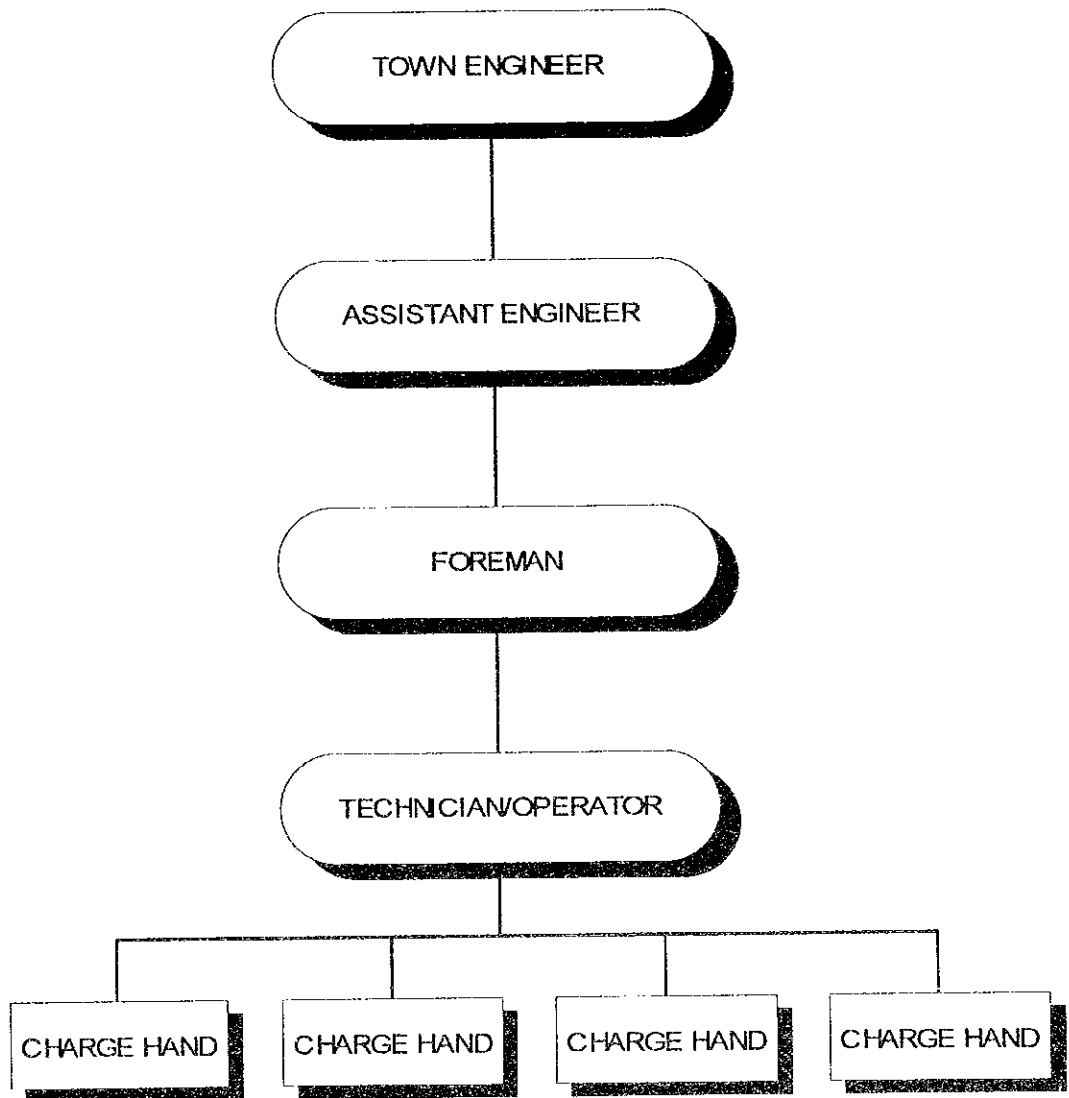 TOWN ENGINEER
ASSISTANT ENGINEER
FOREMAN
TECHNICIAN/OPERATOR
CHARGE HAND
CHARGE HAND
CHARGE HAND
CHARGE HAND